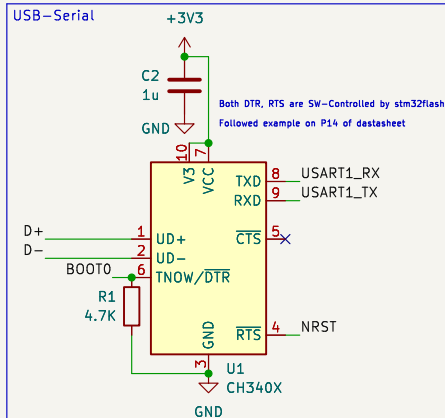 USB-Serial
+3V3
C2
1u
GND
Both DTR, RTS are SW-Controlled by stm32flash
Followed example on P14 of dastasheet
10
7
V3
VCC
TXD 8 USART1_RX
RXD 9 USART1_TX
D+ 1 UD+
CTS 5
D- 2 UD-
BOOT0 6 TNOW/DTR
R1
4.7K
RTS 4 NRST
GND
3
U1
CH340X
GND